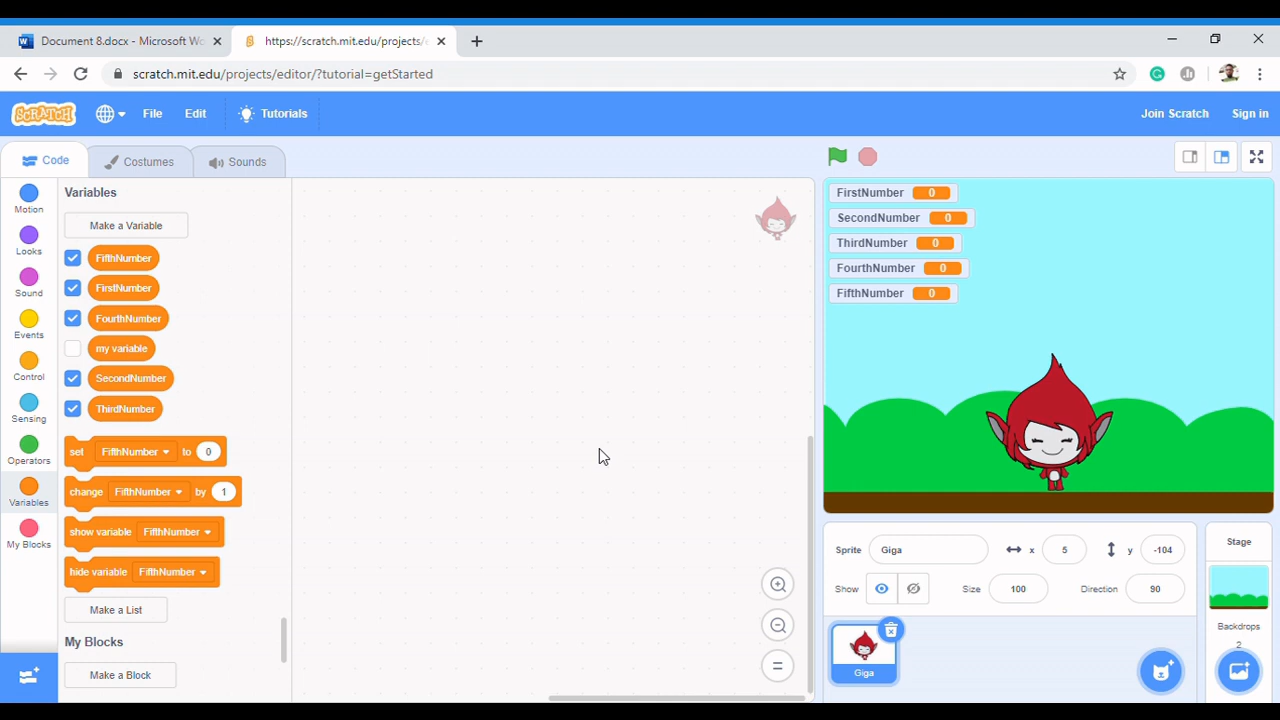 Document 8.docx - Microsoft Wo
https://scratch.mit.edu/projects/e
scratch.mit.edu/projects/editor/?tutorial=getStarted
SCRATCH
File
Edit
Tutorials
Join Scratch
Sign in
Code
Costumes
Sounds
Motion
Looks
Sound
Events
Control
Sensing
Operators
Variables
My Blocks
Variables
Make a Variable
FifthNumber
FirstNumber
FourthNumber
my variable
SecondNumber
ThirdNumber
set FifthNumber to 0
change FifthNumber by 1
show variable FifthNumber
hide variable FifthNumber
Make a List
My Blocks
Make a Block
FirstNumber 0
SecondNumber 0
ThirdNumber 0
FourthNumber 0
FifthNumber 0
Sprite Giga x 5 y -104
Show Size 100 Direction 90
Giga
Stage
Backdrops
2